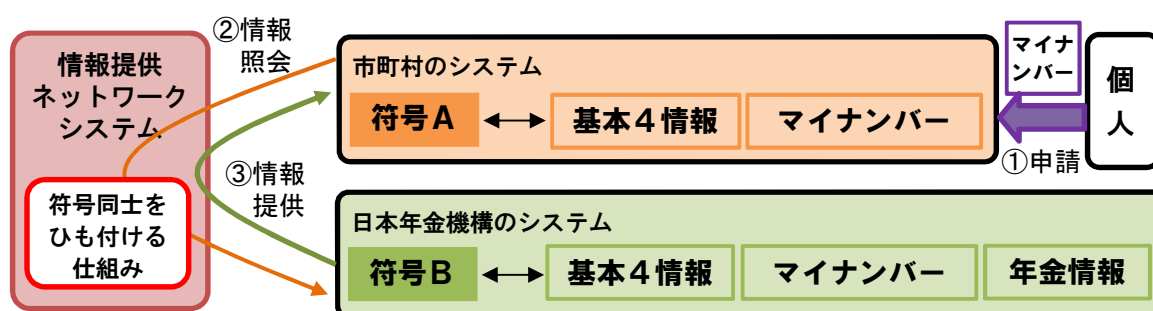 情報提供
ネットワーク
システム
符号同士を
ひも付ける
仕組み
②情報
照会
③情報
提供
市町村のシステム
符号A
基本4情報
マイナンバー
マイナ
ンバー
個
人
①申請
日本年金機構のシステム
符号B
基本4情報
マイナンバー
年金情報